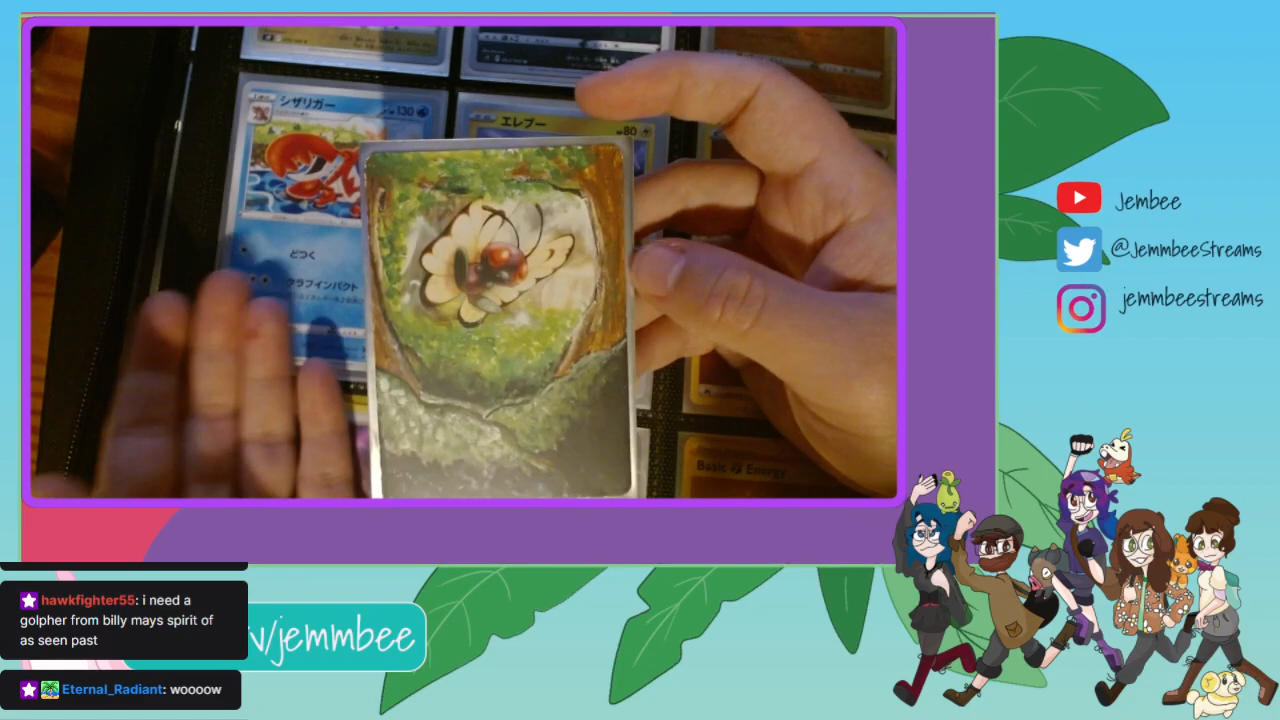 シザリガー
130
エレブー
80
どつく
クラブインパクト
Basic Energy
Jembee
@JemmbeeStreams
jemmbeestreams
hawkfighter55: i need a
golpher from billy mays spirit of
as seen past
v/jemmbee
Eternal_Radiant: woooow